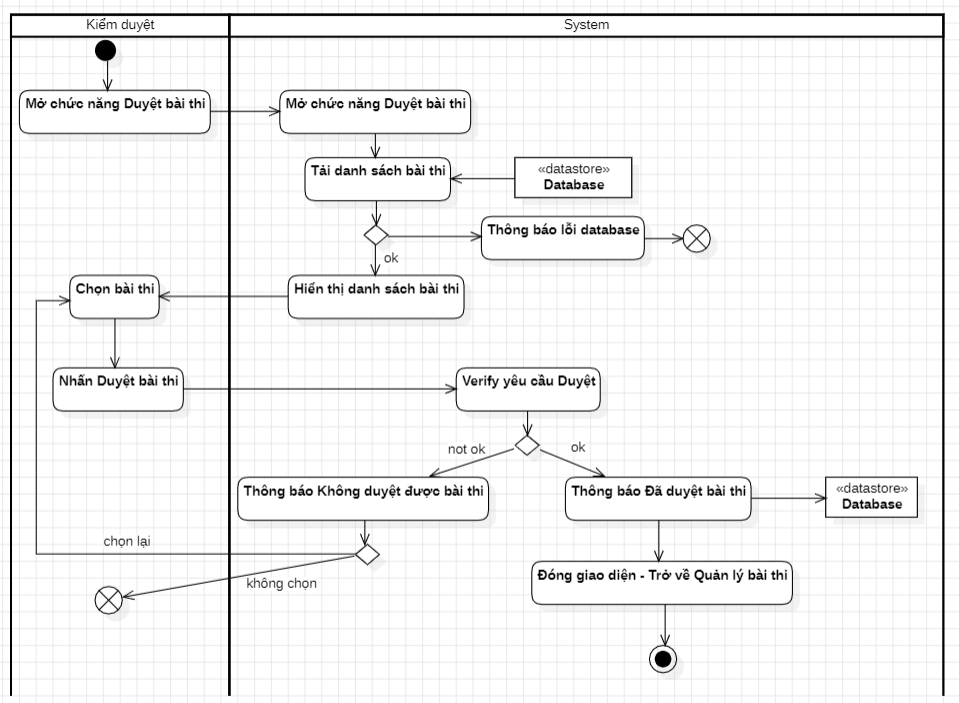 Kiểm duyệt
System
Mở chức năng Duyệt bài thi
Mở chức năng Duyệt bài thi
Tải danh sách bài thi
«datastore»
Database
Thông báo lỗi database
ok
Chọn bài thi
Hiển thị danh sách bài thi
Nhấn Duyệt bài thi
Verify yêu cầu Duyệt
not ok
ok
Thông báo Không duyệt được bài thi
Thông báo Đã duyệt bài thi
«datastore»
Database
chọn lại
không chọn
Đóng giao diện - Trở về Quản lý bài thi